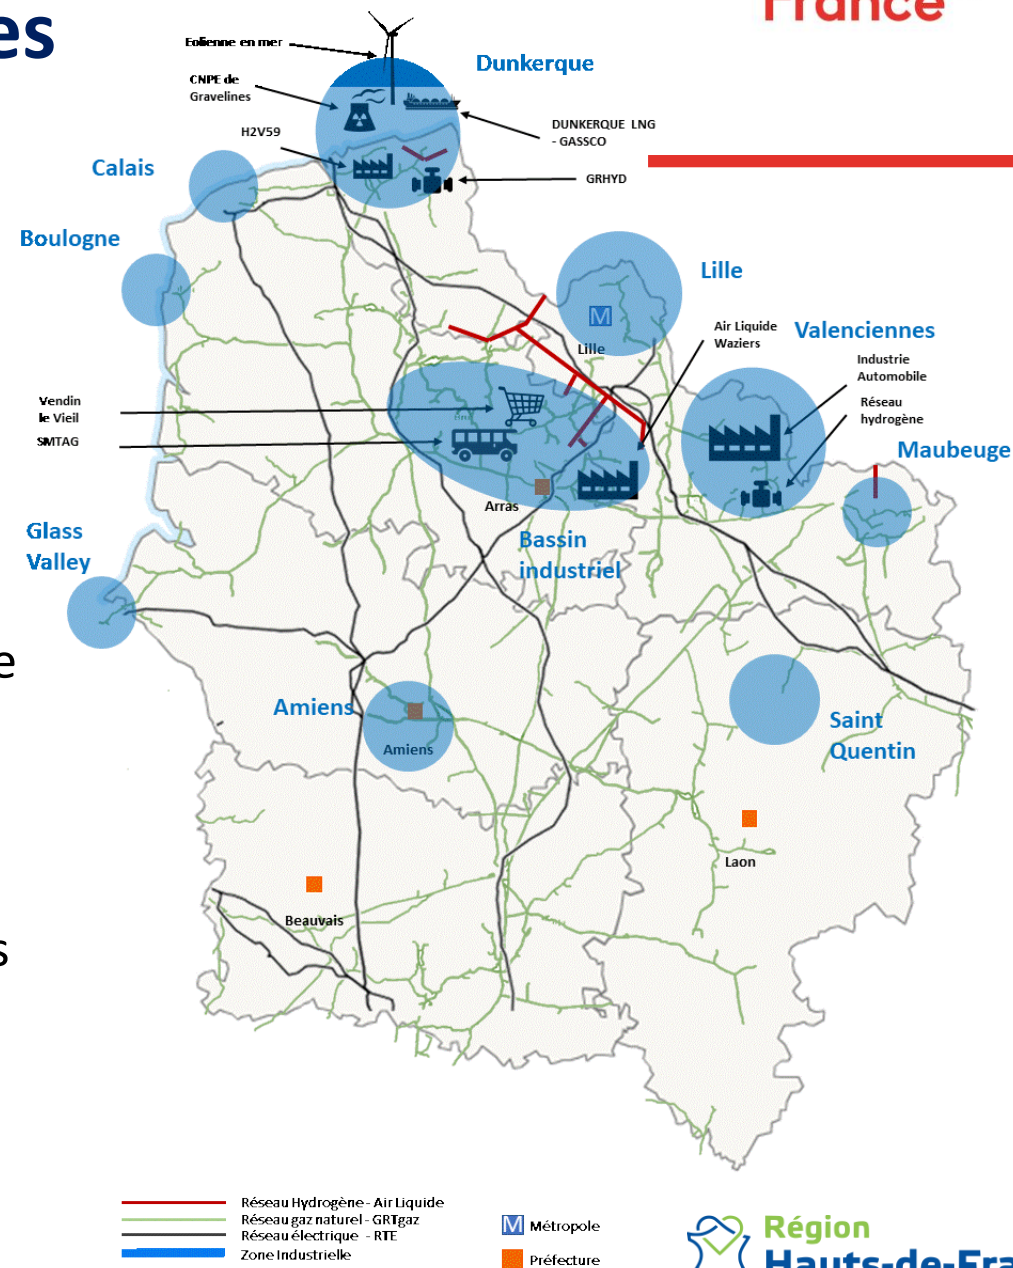 es
France
Eolienne en mer
Dunkerque
CNPE de
Gravelines
DUNKERQUE LNG
- GASSCO
H2V59
Calais
GRHYD
Boulogne
Lille
M
Lille
Air Liquide
Waziers
Valenciennes
Industrie
Automobile
Réseau
hydrogène
Vendin
le Vieil
SMTAG
Maubeuge
Arras
Glass
Valley
Bassin
industriel
e
Amiens
Amiens
Saint
Quentin
Laon
Beauvais
s
Réseau Hydrogène - Air Liquide
Réseau gaz naturel - GRTgaz
Réseau électrique - RTE
Zone Industrielle
M Métropole
Préfecture
Région
Hauts-de-Fra